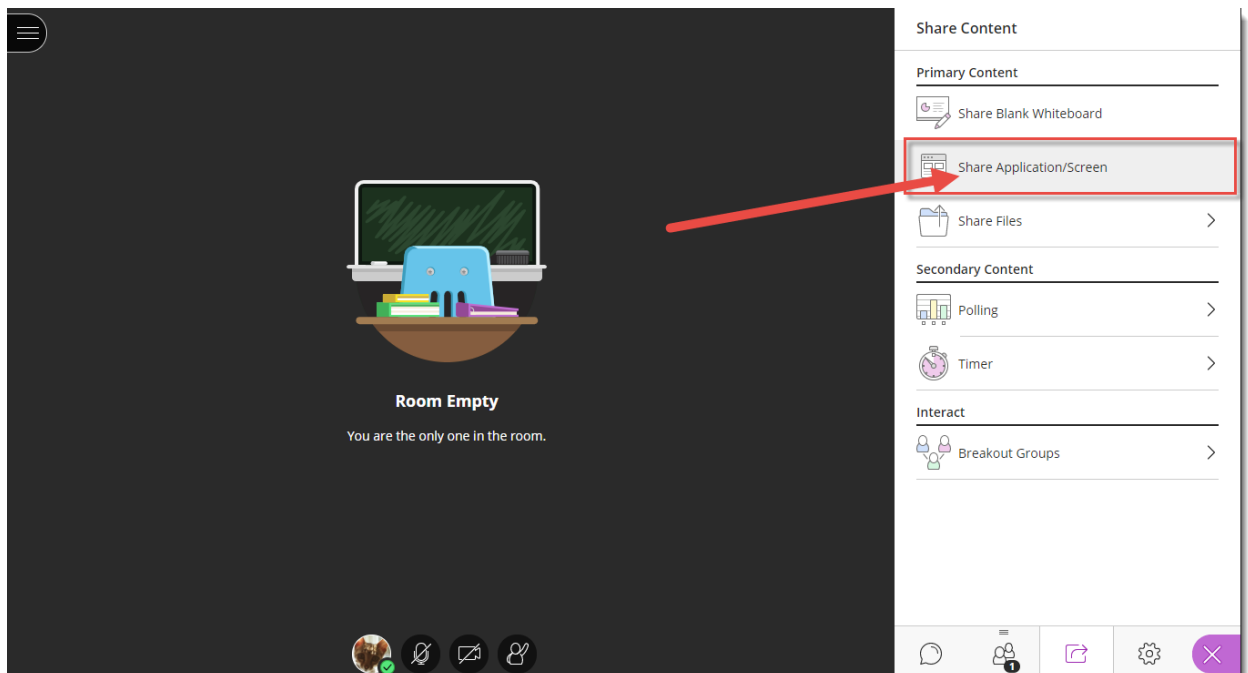 Share Content
Primary Content
Share Blank Whiteboard
Share Application/Screen
Share Files
Secondary Content
Polling
Timer
Interact
Breakout Groups
Room Empty
You are the only one in the room.
1